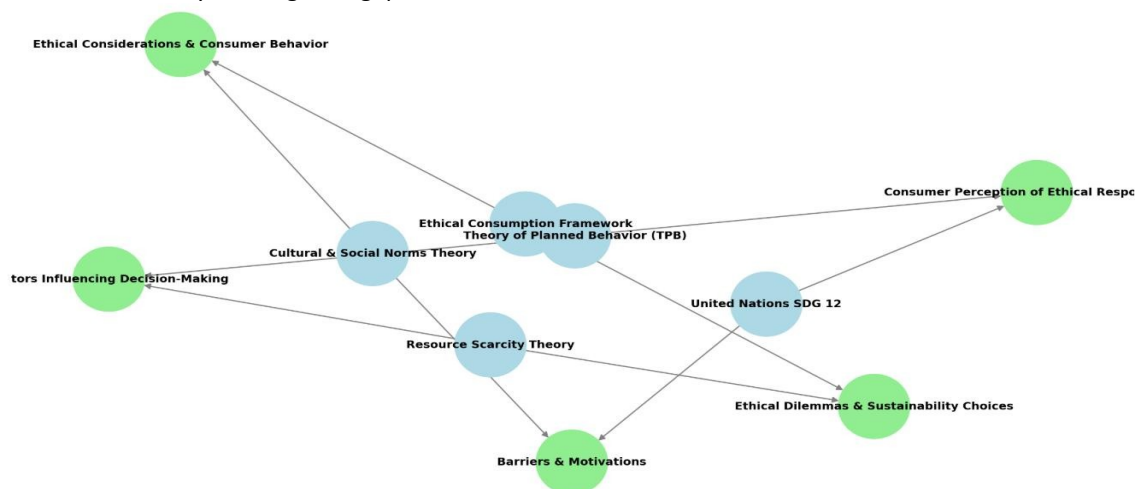 Ethical Considerations & Consumer Behavior
Consumer Perception of Ethical Respo
Ethical Consumption Framework
Theory of Planned Behavior (TPB)
Cultural & Social Norms Theory
tors Influencing Decision-Making
United Nations SDG 12
Resource Scarcity Theory
Ethical Dilemmas & Sustainability Choices
Barriers & Motivations